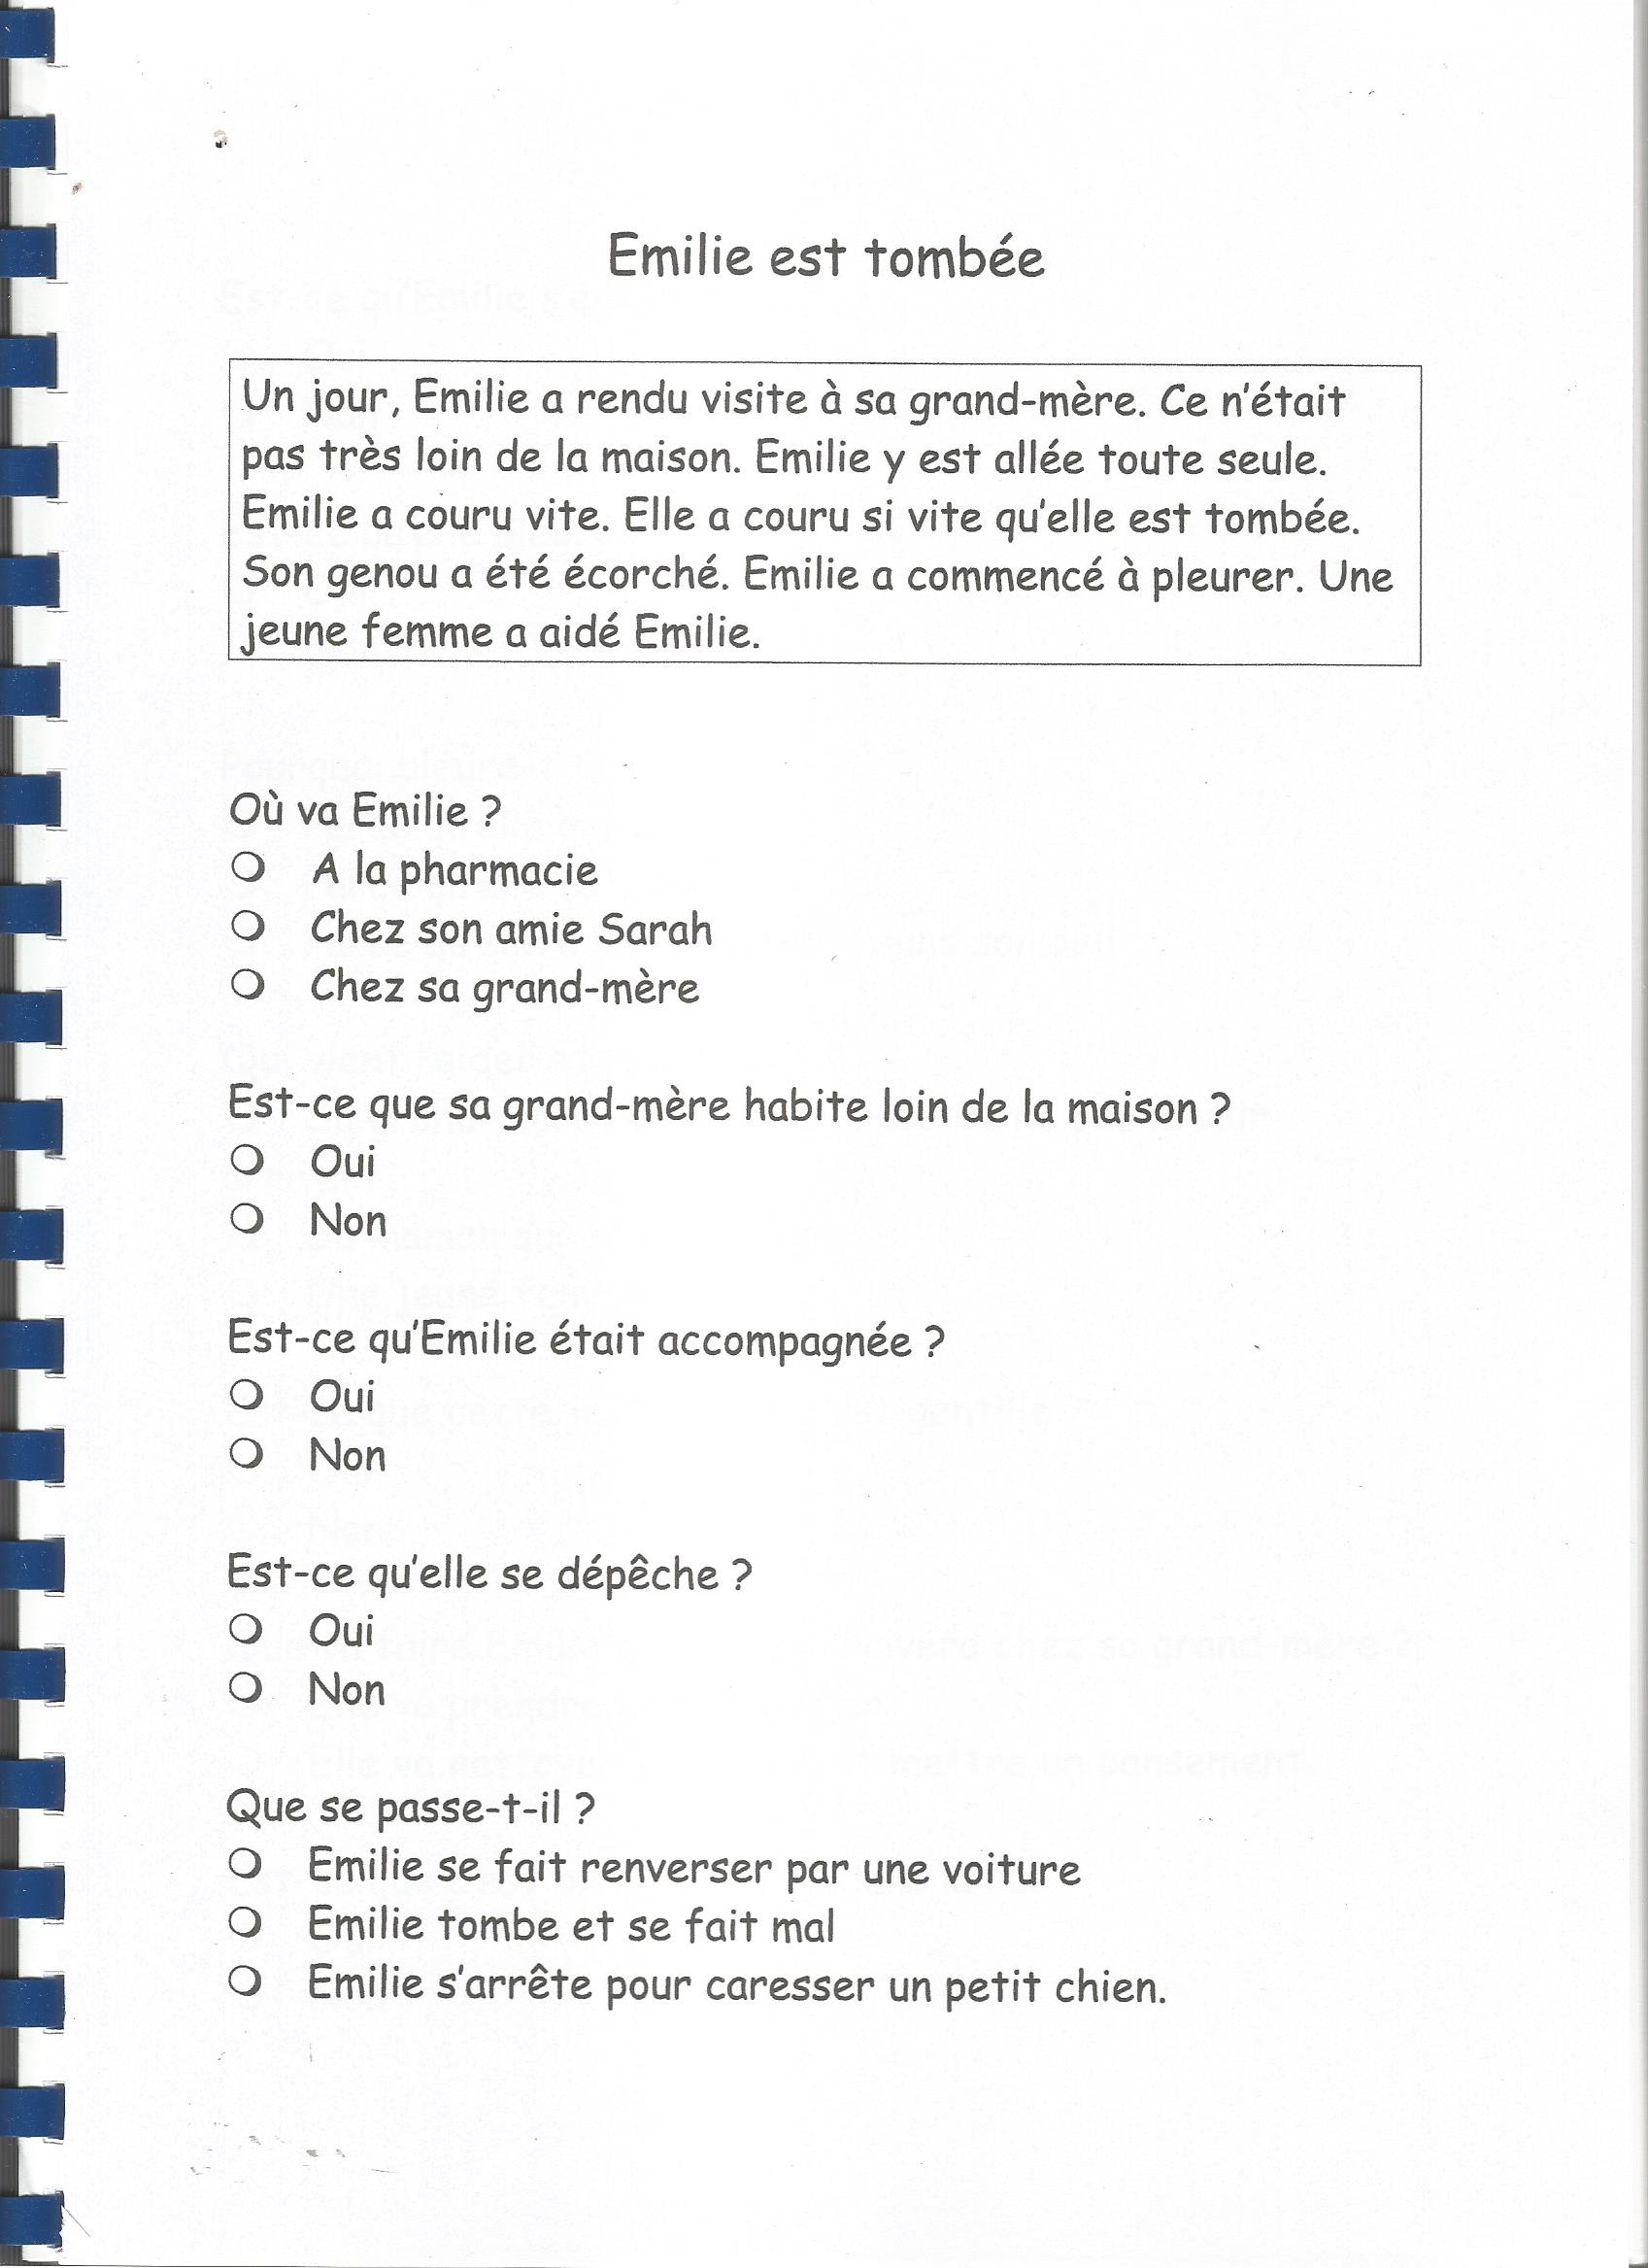 Emilie est tombée
Un jour, Emilie a rendu visite à sa grand-mère. Ce n'était
pas très loin de la maison. Emilie y est allée toute seule.
Emilie a couru vite. Elle a couru si vite qu'elle est tombée.
Son genou a été écorché. Emilie a commencé à pleurer. Une
jeune femme a aidé Emilie.
Où va Emilie ?
O A la pharmacie
O Chez son amie Sarah
O Chez sa grand-mère
Est-ce que sa grand-mère habite loin de la maison ?
O Oui
O Non
Est-ce qu'Emilie était accompagnée ?
O Oui
O Non
Est-ce qu'elle se dépêche ?
O Oui
O Non
Que se passe-t-il ?
O Emilie se fait renverser par une voiture
O Emilie tombe et se fait mal
O Emilie s'arrête pour caresser un petit chien.